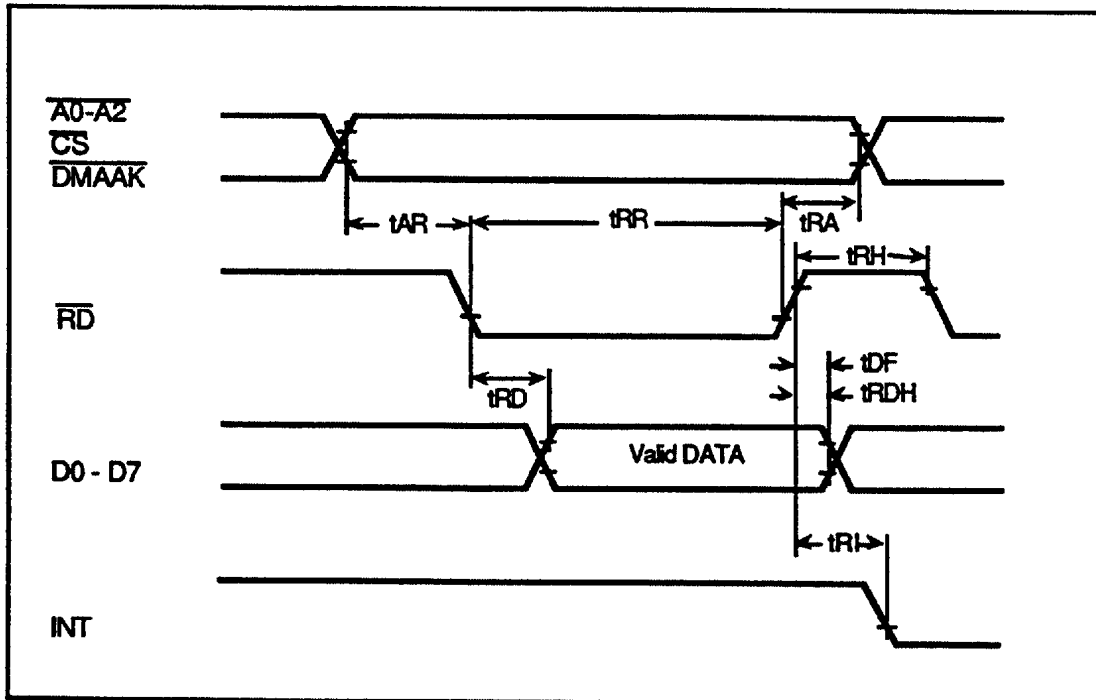 A0-A2
CS
DMAAK
tAR
tRR
tRA
tRH
RD
tDF
tRDH
tRD
Valid DATA
D0 - D7
tRI
INT